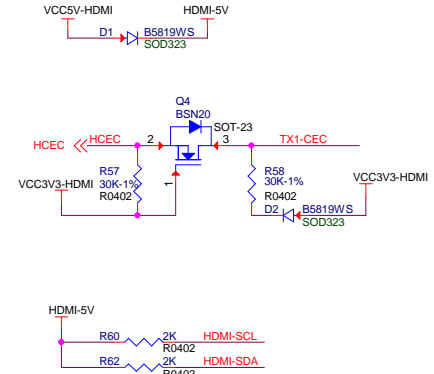 VCC5V-HDMI HDMI-5V
D1 B5819WS
SOD323
Q4
BSN20
SOT-23
HCEC HCEC 2 3 TX1-CEC
1
R57
30K-1%
R0402
VCC3V3-HDMI
R58
30K-1%
R0402
VCC3V3-HDMI
D2 B5819WS
SOD323
HDMI-5V
R60 2K HDMI-SCL
R0402
R62 2K HDMI-SDA
R0402